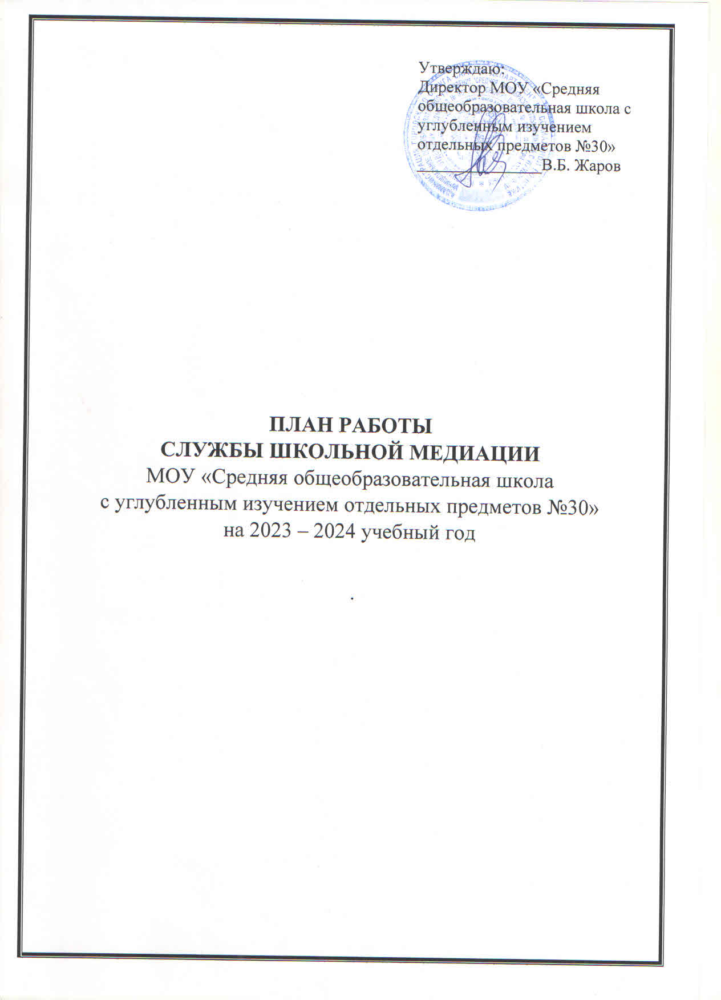 Утверждаю:
Директор МОУ «Средняя
общеобразовательная школа с
углубленным изучением
отдельных предметов №30»
В.Б. Жаров
ПЛАН РАБОТЫ
СЛУЖБЫ ШКОЛЬНОЙ МЕДИАЦИИ
МОУ «Средняя общеобразовательная школа
с углубленным изучением отдельных предметов №30»
на 2023 – 2024 учебный год
.